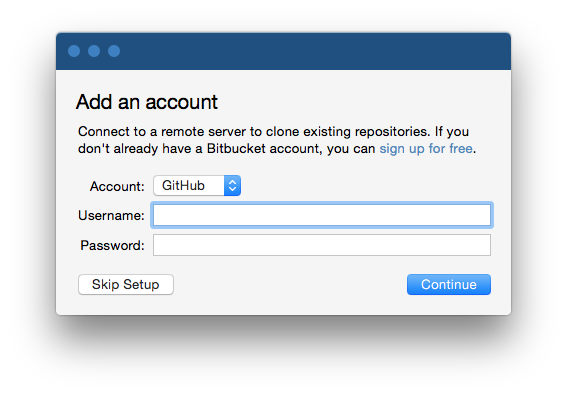 Add an account
Connect to a remote server to clone existing repositories. If you
don't already have a Bitbucket account, you can sign up for free.
Account: GitHub
Username:
Password:
Skip Setup Continue